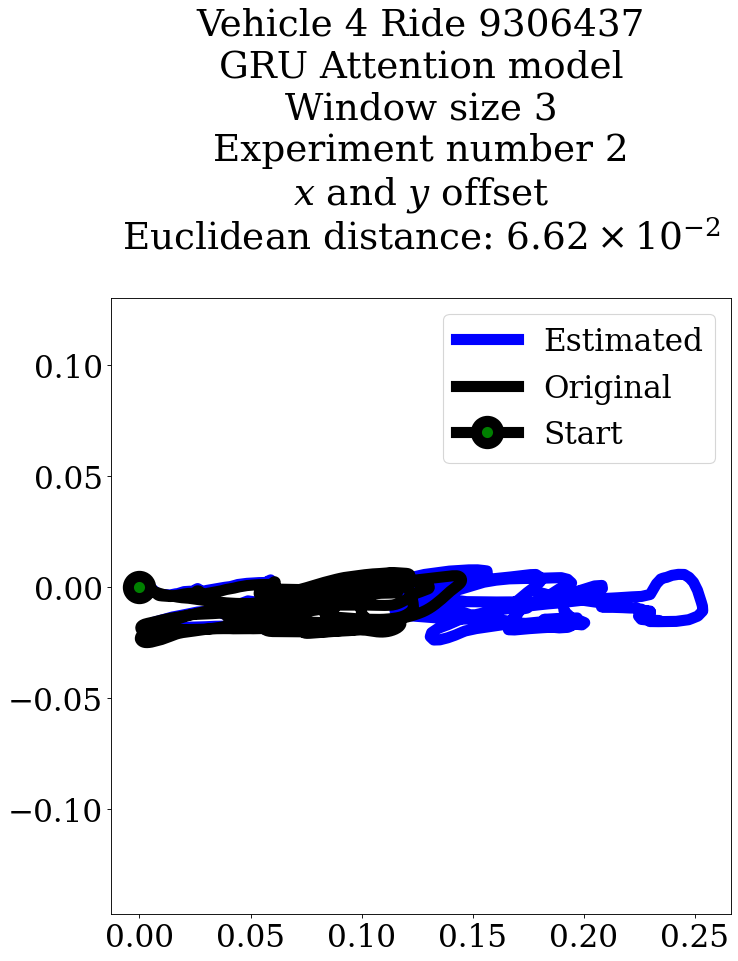 Vehicle 4 Ride 9306437
GRU Attention model
Window size 3
Experiment number 2
x and y offset
Euclidean distance: 6.62 × 10⁻²
Estimated
Original
Start
0.10
0.05
0.00
−0.05
−0.10
0.00 0.05 0.10 0.15 0.20 0.25